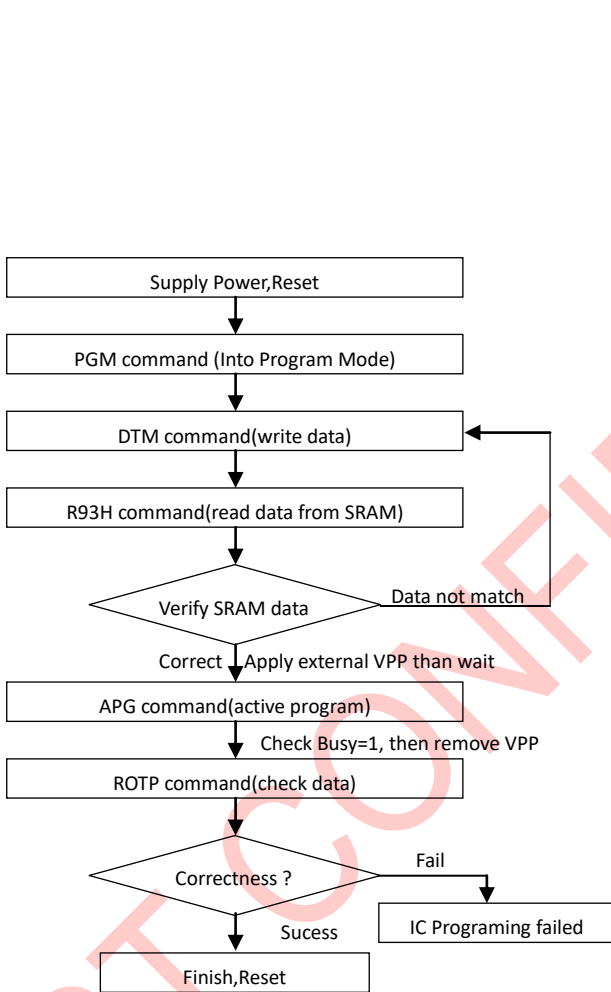 Supply Power,Reset
PGM command (Into Program Mode)
DTM command(write data)
R93H command(read data from SRAM)
Verify SRAM data
Data not match
Correct
Apply external VPP than wait
APG command(active program)
Check Busy=1, then remove VPP
ROTP command(check data)
Correctness ?
Fail
IC Programing failed
Sucess
Finish,Reset